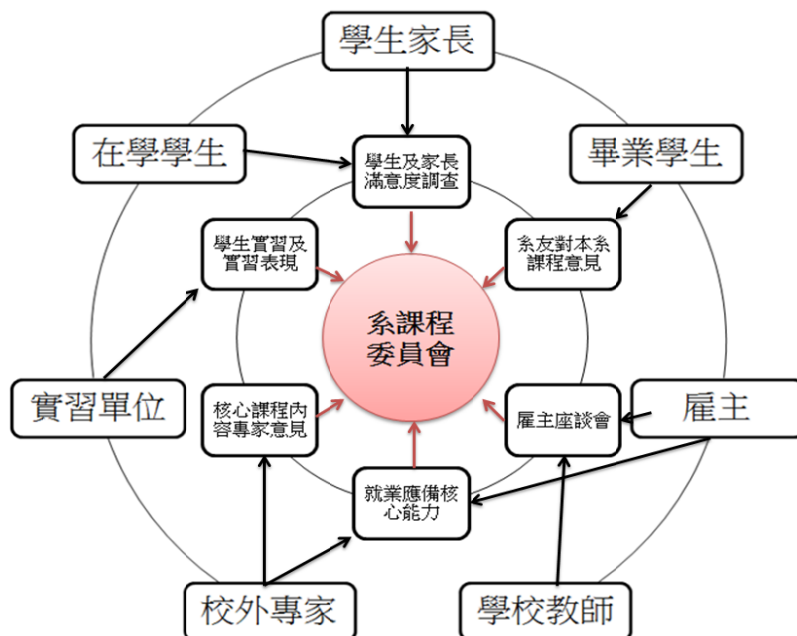 學生家長
在學學生
畢業學生
學生及家長
滿意度調查
學生實習及
實習表現
系友對本系
課程意見
系課程
委員會
實習單位
核心課程內
容專家意見
雇主座談會
雇主
就業應備核
心能力
校外專家
學校教師